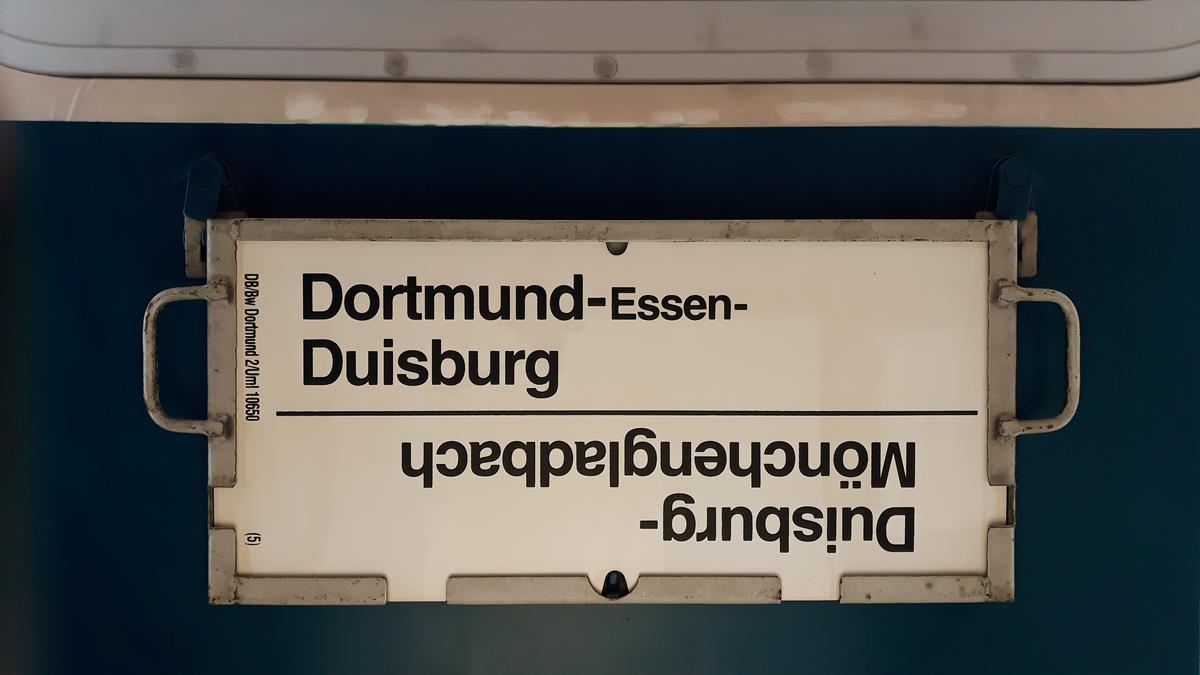 Dortmund-Essen-
Duisburg
Duisburg-
Mönchengladbach
DB/Bw Dortmund 2/Uml 10650
(5)